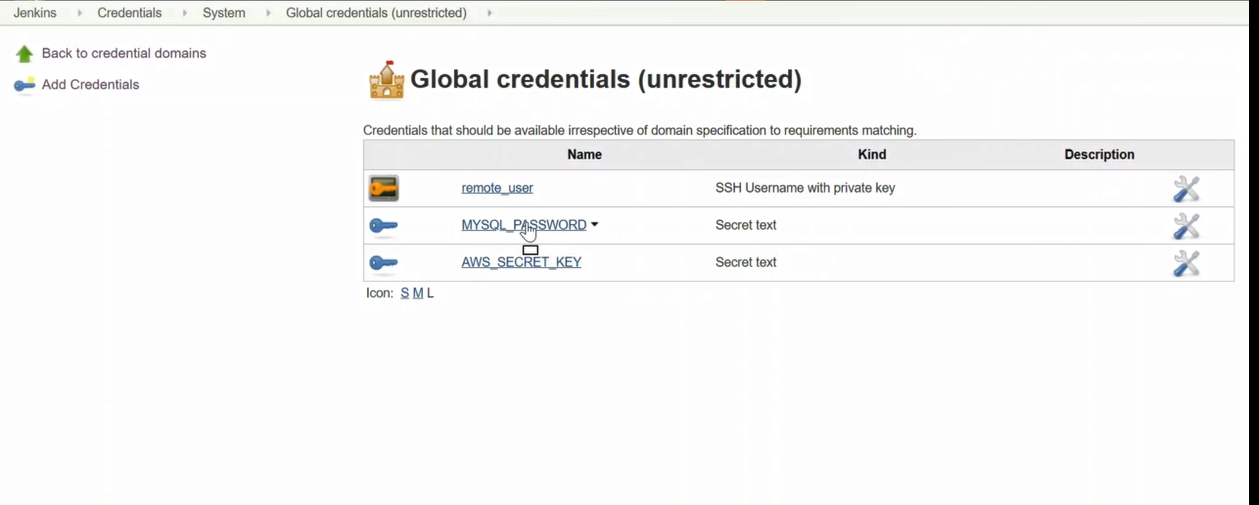 Jenkins Credentials System Global credentials (unrestricted)
Back to credential domains
Add Credentials
Global credentials (unrestricted)
Credentials that should be available irrespective of domain specification to requirements matching.
Name Kind Description
remote_user SSH Username with private key
MYSQL_PASSWORD Secret text
AWS_SECRET_KEY Secret text
Icon: S M L